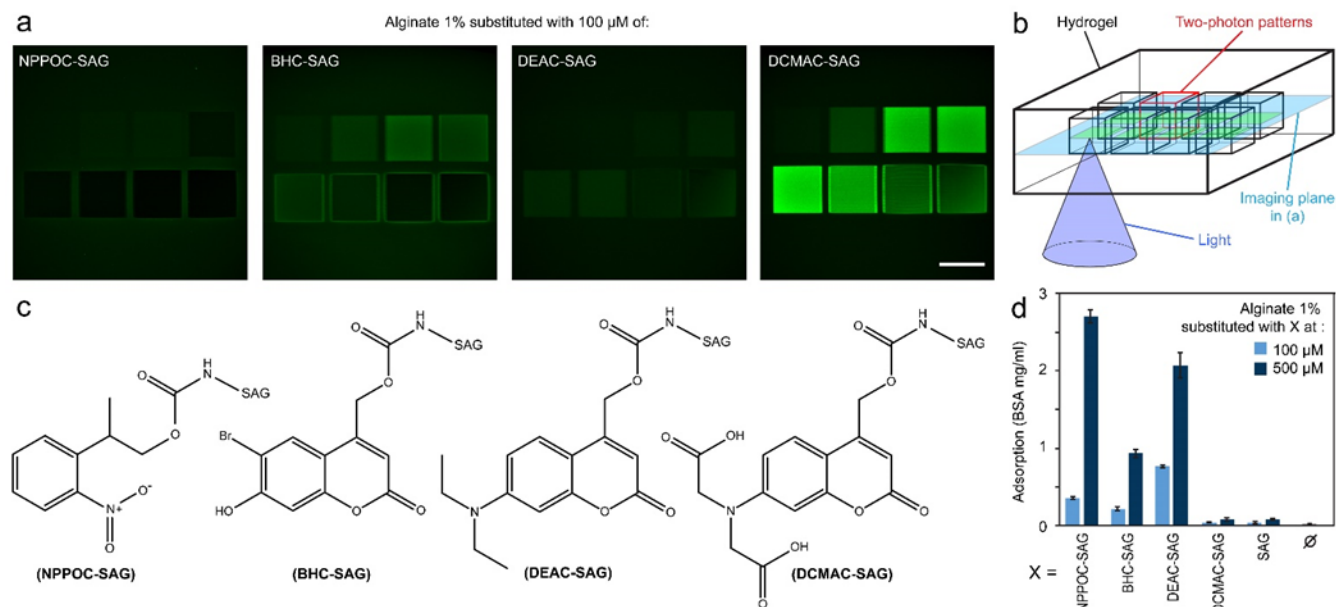 a
Alginate 1% substituted with 100 µM of:
NPPOC-SAG
BHC-SAG
DEAC-SAG
DCMAC-SAG
b
Hydrogel
Two-photon patterns
Imaging plane
in (a)
Light
c
O
H
N
SAG
O
N+
O-
O
(NPPOC-SAG)
O
H
N
SAG
O
Br
HO
O
O
(BHC-SAG)
O
H
N
SAG
O
N
O
O
(DEAC-SAG)
O
H
N
SAG
O
O
OH
N
O
O
OH
O
(DCMAC-SAG)
d
Alginate 1%
substituted with X at :
100 µM
500 µM
Adsorption (BSA mg/ml)
3
2
1
0
X =
NPPOC-SAG
BHC-SAG
DEAC-SAG
DCMAC-SAG
SAG
Ø